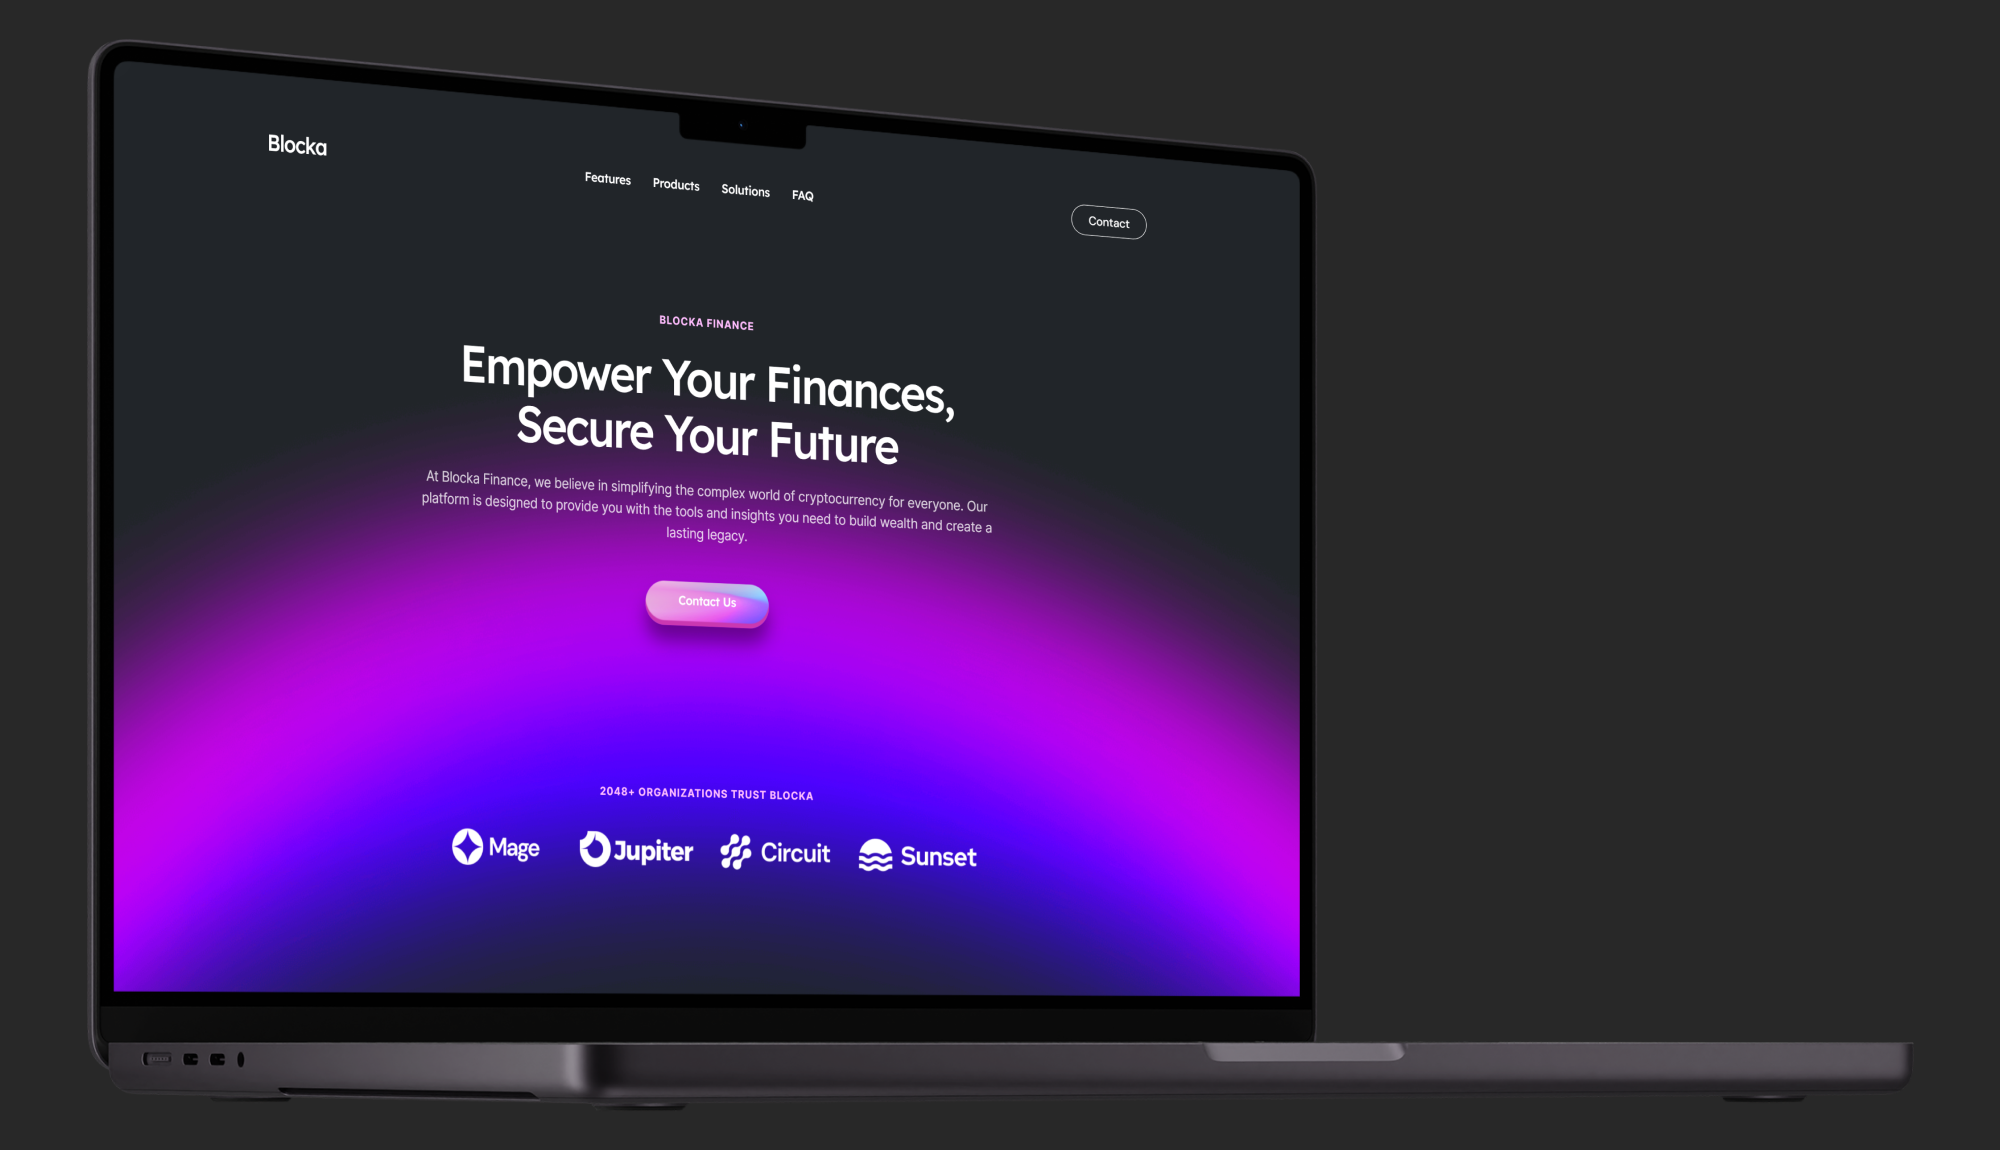 Blocka
Features Products Solutions FAQ
Contact
BLOCKA FINANCE
Empower Your Finances,
Secure Your Future
At Blocka Finance, we believe in simplifying the complex world of cryptocurrency for everyone. Our
platform is designed to provide you with the tools and insights you need to build wealth and create a
lasting legacy.
Contact Us
2048+ ORGANIZATIONS TRUST BLOCKA
Mage Jupiter Circuit Sunset